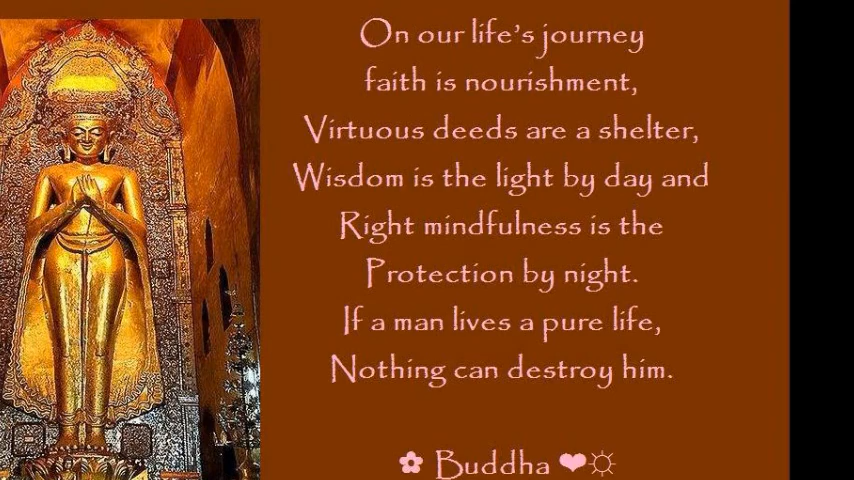 On our life's journey
faith is nourishment,
Virtuous deeds are a shelter,
Wisdom is the light by day and
Right mindfulness is the
Protection by night.
If a man lives a pure life,
Nothing can destroy him.
✿ Buddha ❤☼